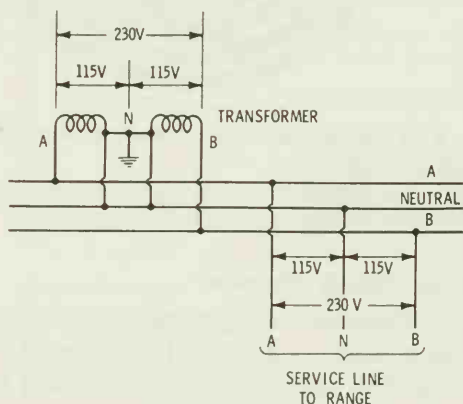 230V
115V N 115V
TRANSFORMER
A B
A
NEUTRAL
B
115V 115V
230 V
A N B
SERVICE LINE
TO RANGE